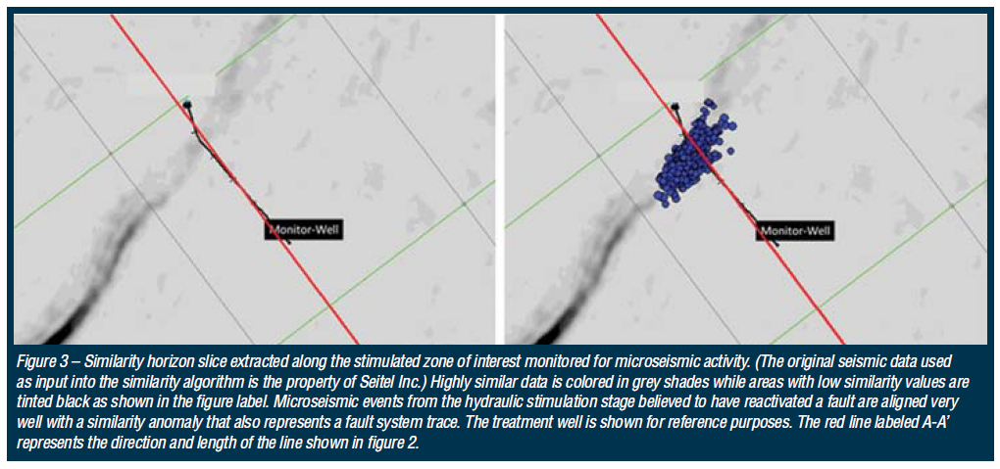 Monitor-Well
Monitor-Well
Figure 3 – Similarity horizon slice extracted along the stimulated zone of interest monitored for microseismic activity. (The original seismic data used
as input into the similarity algorithm is the property of Seitel Inc.) Highly similar data is colored in grey shades while areas with low similarity values are
tinted black as shown in the figure label. Microseismic events from the hydraulic stimulation stage believed to have reactivated a fault are aligned very
well with a similarity anomaly that also represents a fault system trace. The treatment well is shown for reference purposes. The red line labeled A-A’
represents the direction and length of the line shown in figure 2.